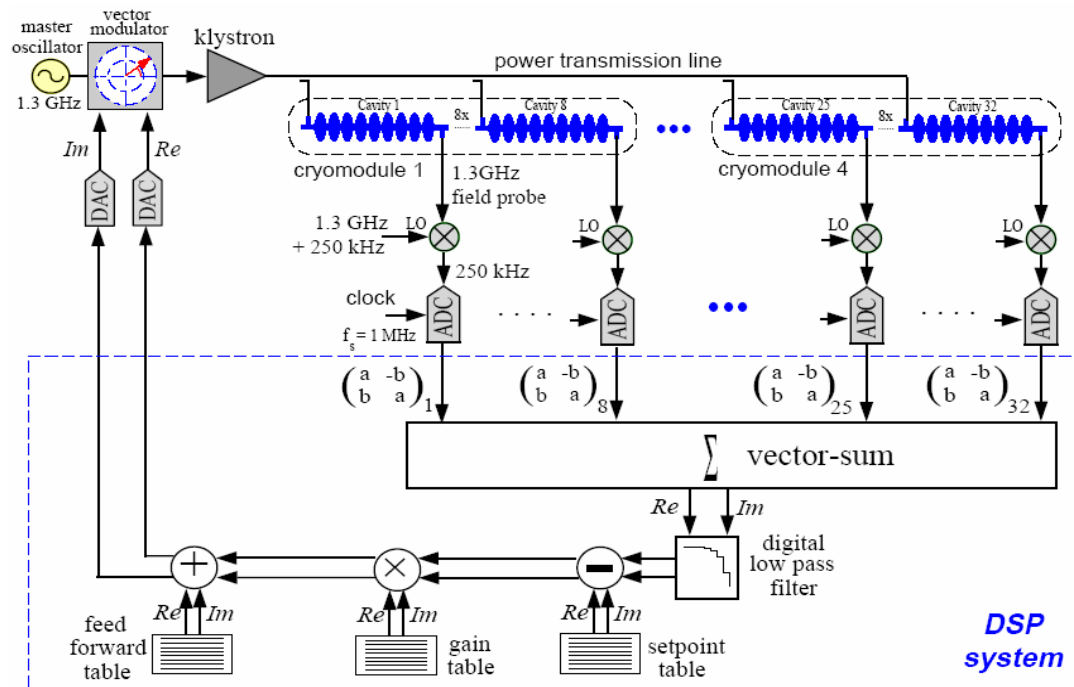 master
oscillator
1.3 GHz
vector
modulator
klystron
power transmission line
Cavity 1
8x
Cavity 8
Cavity 25
8x
Cavity 32
cryomodule 1
cryomodule 4
Im
Re
DAC
DAC
1.3GHz
field probe
1.3 GHz
+ 250 kHz
LO
LO
LO
LO
250 kHz
clock
f_s = 1 MHz
ADC
ADC
ADC
ADC
(a -b
b a)1
(a -b
b a)8
(a -b
b a)25
(a -b
b a)32
Σ vector-sum
Re Im
digital
low pass
filter
+
×
−
Re Im
Re Im
Re Im
feed
forward
table
gain
table
setpoint
table
DSP
system